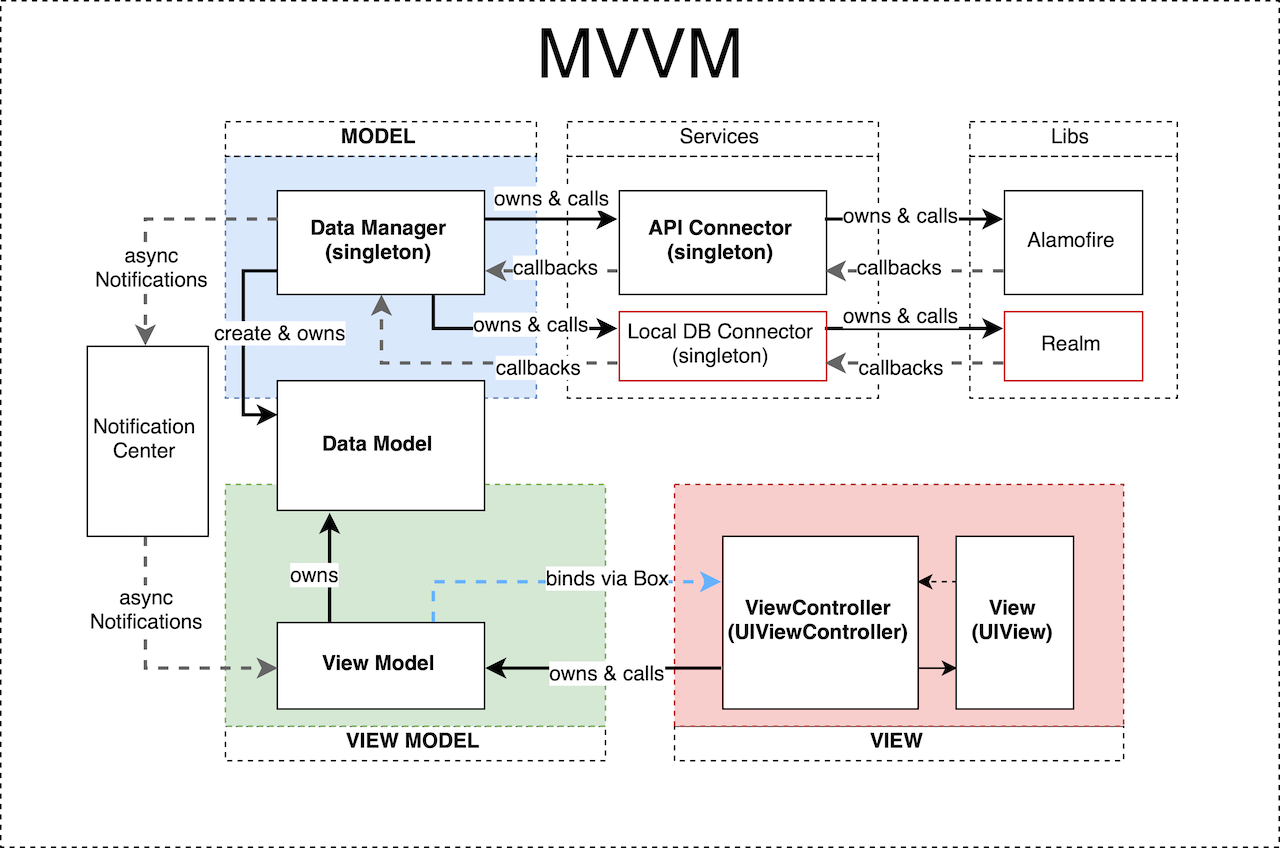 MVVM
MODEL
Services
Libs
Data Manager
(singleton)
owns & calls
API Connector
(singleton)
owns & calls
Alamofire
callbacks
callbacks
async
Notifications
create & owns
owns & calls
Local DB Connector
(singleton)
owns & calls
Realm
callbacks
callbacks
Notification
Center
Data Model
owns
binds via Box
async
Notifications
ViewController
(UIViewController)
View
(UIView)
View Model
owns & calls
VIEW MODEL
VIEW